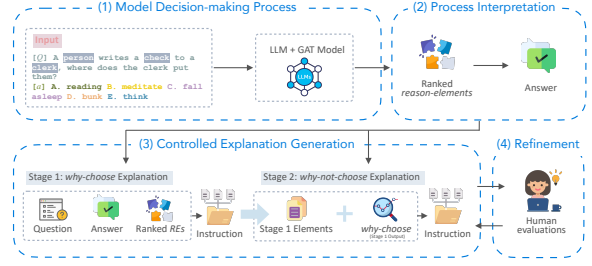 (1) Model Decision-making Process
Input
[Q] A person writes a check to a
clerk, where does the clerk put
them?
[a] A. reading B. meditate C. fall
asleep D. bunk E. think
LLM + GAT Model
LLMs
(2) Process Interpretation
Ranked
reason-elements
Answer
(3) Controlled Explanation Generation
Stage 1: why-choose Explanation
Question
Answer
Ranked REs
Instruction
Stage 2: why-not-choose Explanation
Stage 1 Elements
why-choose
(Stage 1 Output)
Instruction
(4) Refinement
Human
evaluations